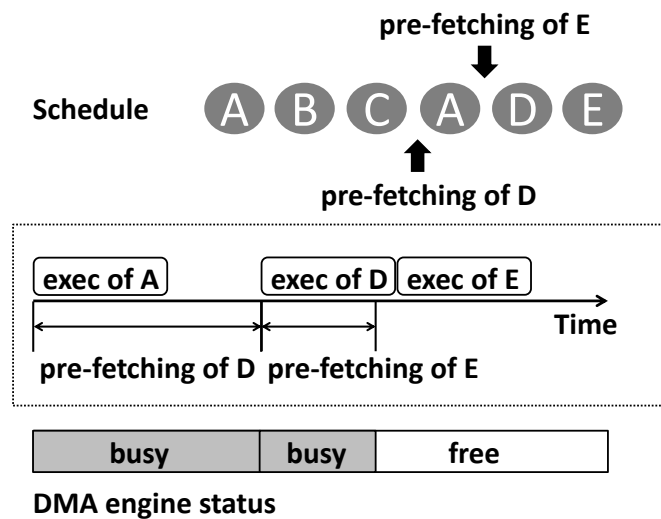 pre-fetching of E
Schedule A B C A D E
pre-fetching of D
exec of A exec of D exec of E
Time
pre-fetching of D pre-fetching of E
busy busy free
DMA engine status